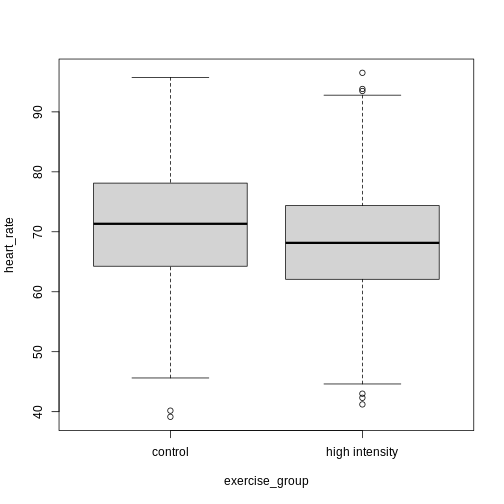 90
80
70
60
50
40
heart_rate
control
high intensity
exercise_group